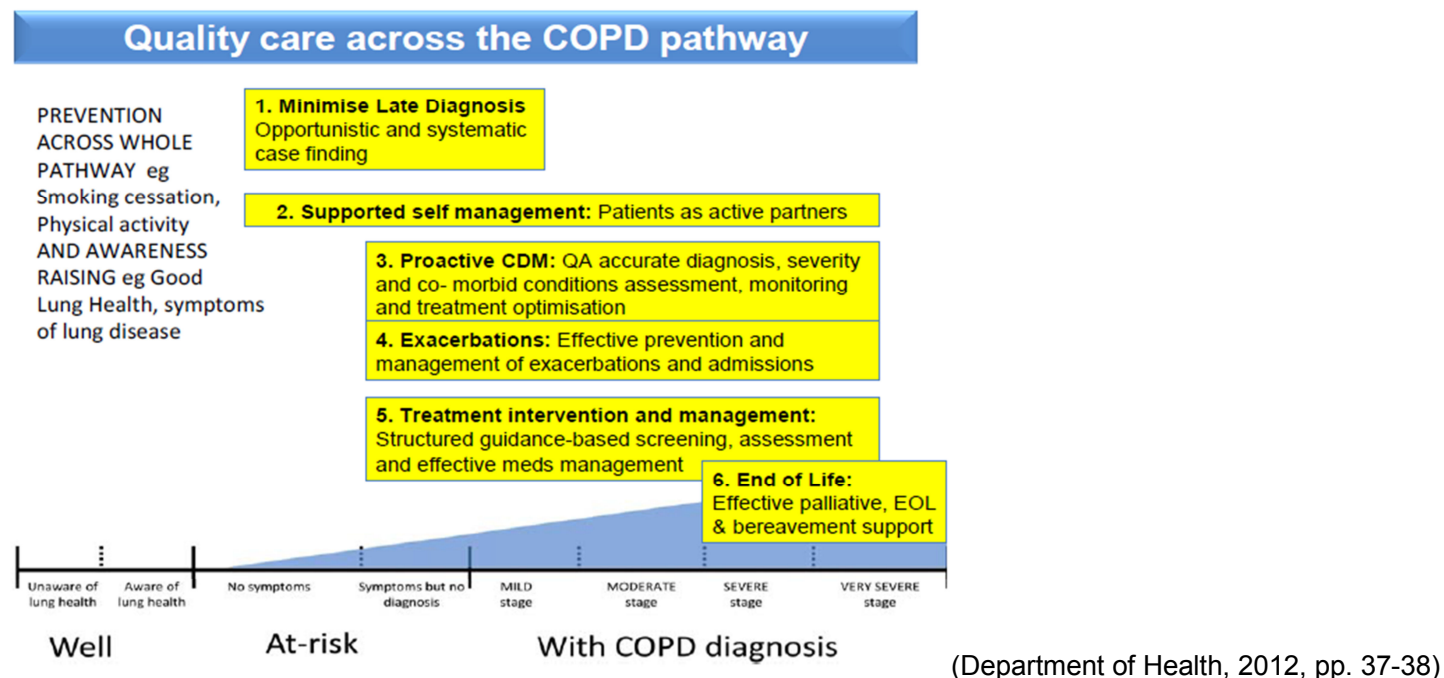 Quality care across the COPD pathway
PREVENTION
ACROSS WHOLE
PATHWAY eg
Smoking cessation,
Physical activity
AND AWARENESS
RAISING eg Good
Lung Health, symptoms
of lung disease
1. Minimise Late Diagnosis
Opportunistic and systematic
case finding
2. Supported self management: Patients as active partners
3. Proactive CDM: QA accurate diagnosis, severity
and co- morbid conditions assessment, monitoring
and treatment optimisation
4. Exacerbations: Effective prevention and
management of exacerbations and admissions
5. Treatment intervention and management:
Structured guidance-based screening, assessment
and effective meds management
6. End of Life:
Effective palliative, EOL
& bereavement support
Unaware of
lung health
Aware of
lung health
No symptoms
Symptoms but no
diagnosis
MILD
stage
MODERATE
stage
SEVERE
stage
VERY SEVERE
stage
Well
At-risk
With COPD diagnosis
(Department of Health, 2012, pp. 37-38)